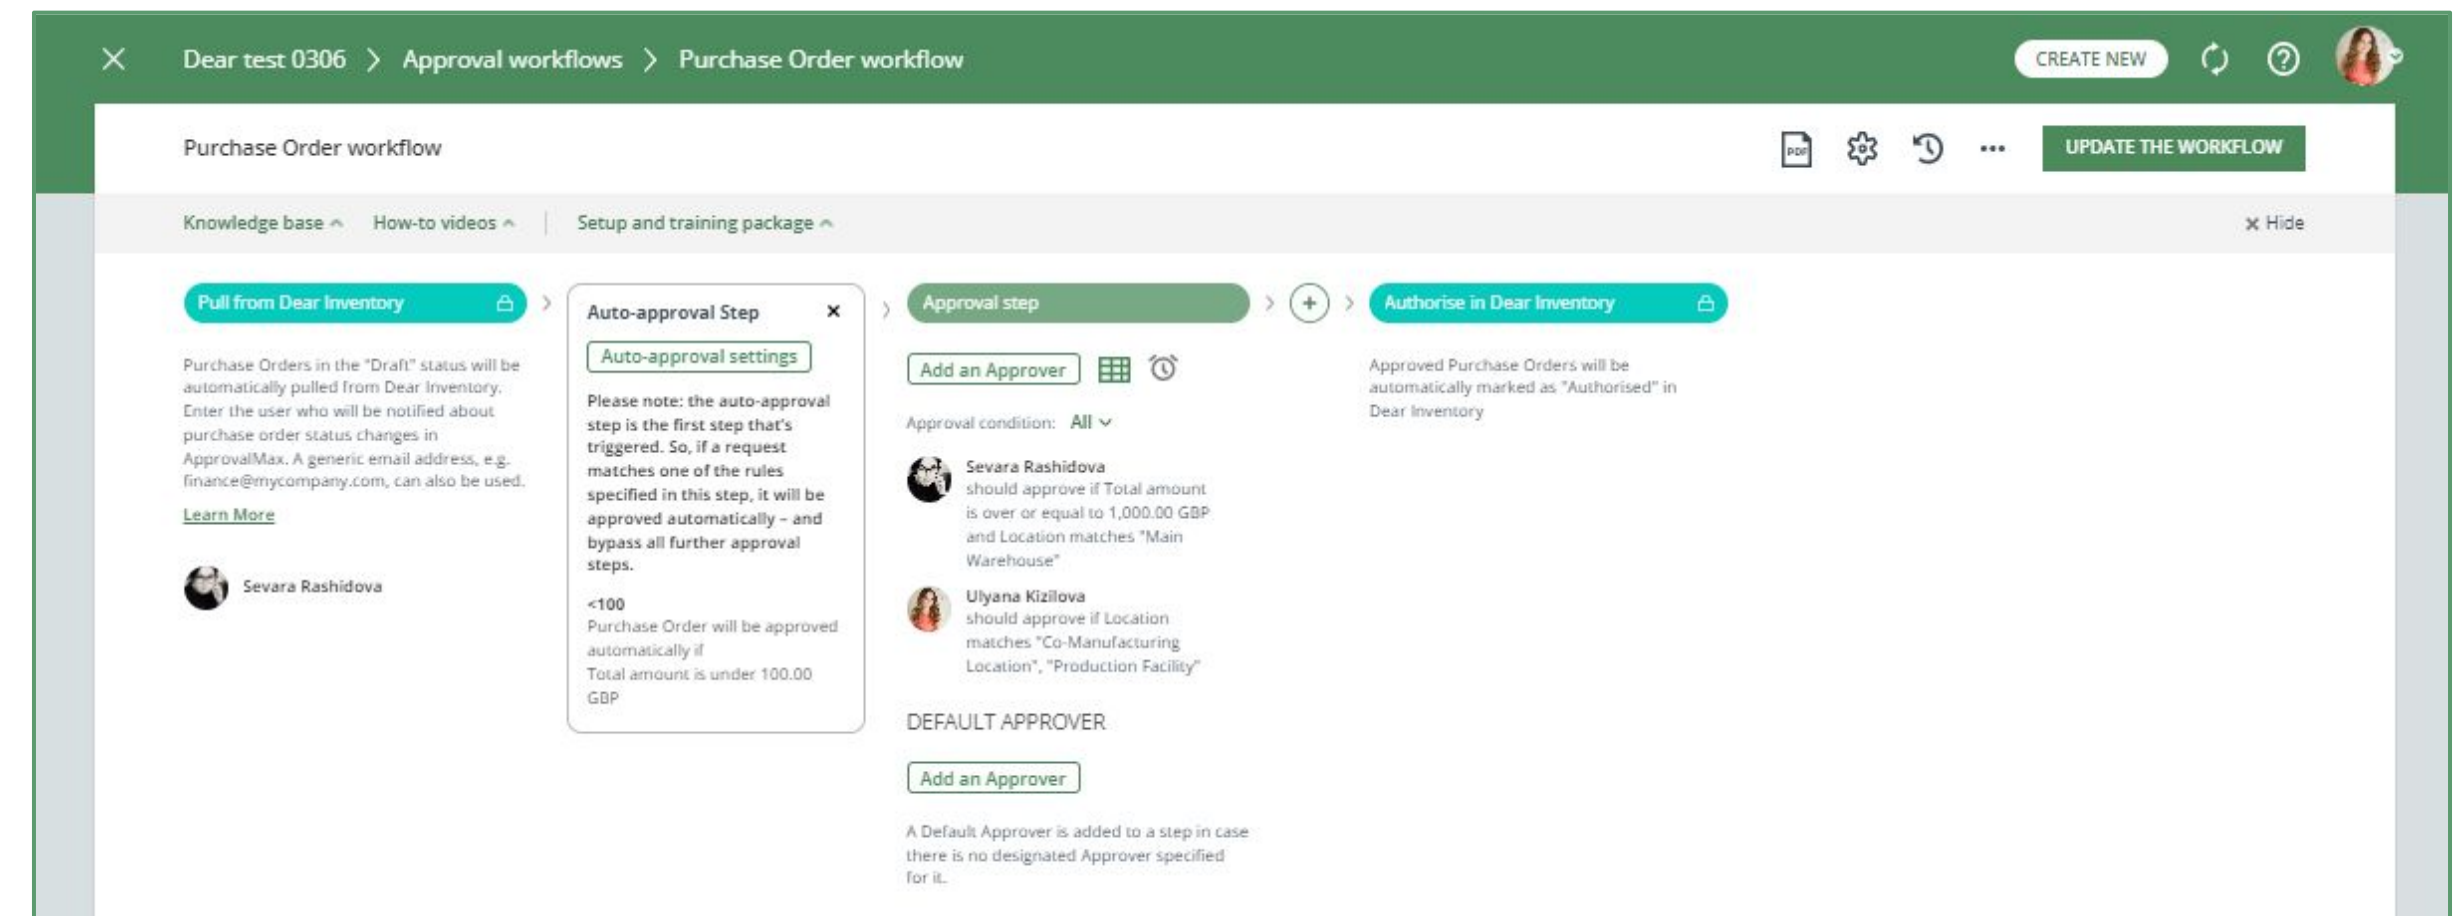 Dear test 0306 > Approval workflows > Purchase Order workflow
CREATE NEW
Purchase Order workflow
PDF
UPDATE THE WORKFLOW
Knowledge base
How-to videos
Setup and training package
Hide
Pull from Dear Inventory
Purchase Orders in the "Draft" status will be
automatically pulled from Dear Inventory.
Enter the user who will be notified about
purchase order status changes in
ApprovalMax. A generic email address, e.g.
finance@mycompany.com, can also be used.
Learn More
Sevara Rashidova
Auto-approval Step
Auto-approval settings
Please note: the auto-approval
step is the first step that's
triggered. So, if a request
matches one of the rules
specified in this step, it will be
approved automatically – and
bypass all further approval
steps.
<100
Purchase Order will be approved
automatically if
Total amount is under 100.00
GBP
Approval step
Add an Approver
Approval condition: All
Sevara Rashidova
should approve if Total amount
is over or equal to 1,000.00 GBP
and Location matches "Main
Warehouse"
Ulyana Kizilova
should approve if Location
matches "Co-Manufacturing
Location", "Production Facility"
DEFAULT APPROVER
Add an Approver
A Default Approver is added to a step in case
there is no designated Approver specified
for it.
Authorise in Dear Inventory
Approved Purchase Orders will be
automatically marked as "Authorised" in
Dear Inventory